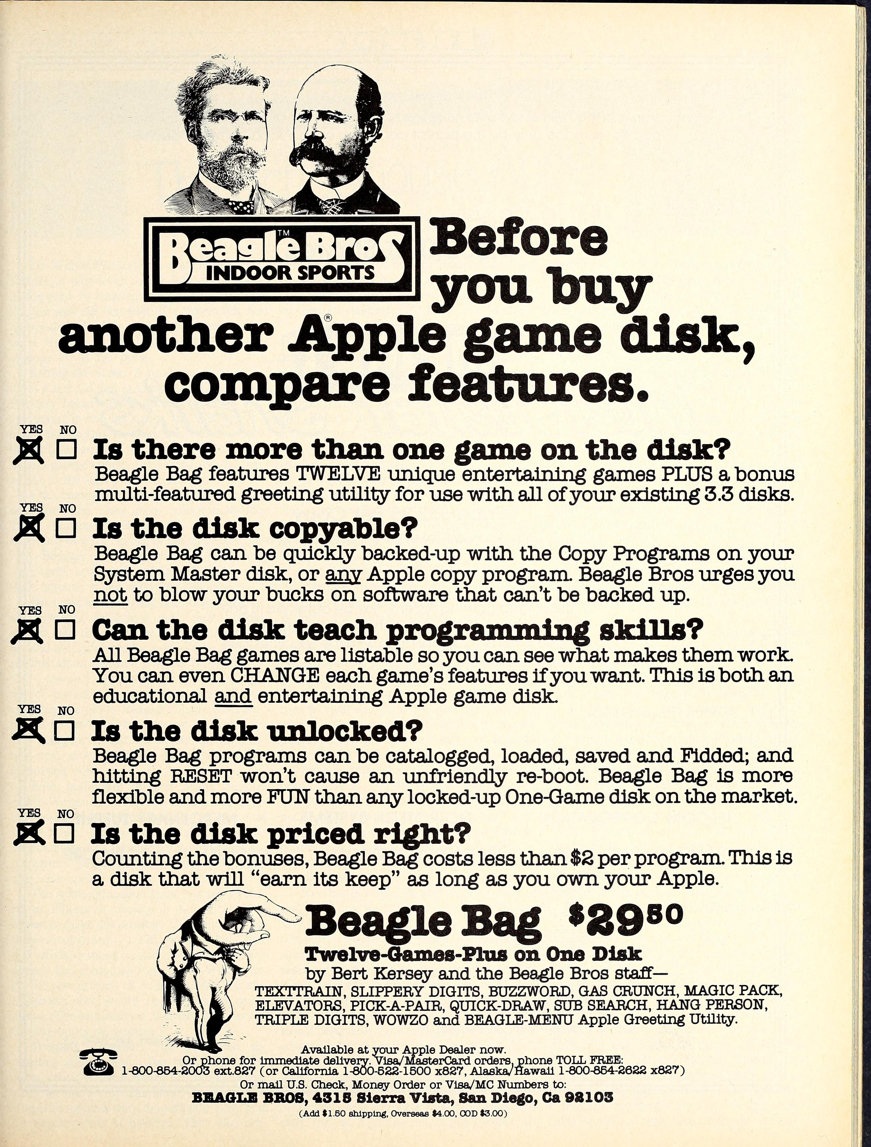 Beagle Bros™
INDOOR SPORTS
Before
you buy
another Apple® game disk,
compare features.
YES NO
Is there more than one game on the disk?
Beagle Bag features TWELVE unique entertaining games PLUS a bonus
multi-featured greeting utility for use with all of your existing 3.3 disks.
YES NO
Is the disk copyable?
Beagle Bag can be quickly backed-up with the Copy Programs on your
System Master disk, or any Apple copy program. Beagle Bros urges you
not to blow your bucks on software that can't be backed up.
YES NO
Can the disk teach programming skills?
All Beagle Bag games are listable so you can see what makes them work.
You can even CHANGE each game's features if you want. This is both an
educational and entertaining Apple game disk.
YES NO
Is the disk unlocked?
Beagle Bag programs can be catalogged, loaded, saved and Fidded; and
hitting RESET won't cause an unfriendly re-boot. Beagle Bag is more
flexible and more FUN than any locked-up One-Game disk on the market.
YES NO
Is the disk priced right?
Counting the bonuses, Beagle Bag costs less than $2 per program. This is
a disk that will "earn its keep" as long as you own your Apple.
Beagle Bag $29⁵⁰
Twelve-Games-Plus on One Disk
by Bert Kersey and the Beagle Bros staff—
TEXTTRAIN, SLIPPERY DIGITS, BUZZWORD, GAS CRUNCH, MAGIC PACK,
ELEVATORS, PICK-A-PAIR, QUICK-DRAW, SUB SEARCH, HANG PERSON,
TRIPLE DIGITS, WOWZO and BEAGLE-MENU Apple Greeting Utility.
Available at your Apple Dealer now.
Or phone for immediate delivery. Visa/MasterCard orders, phone TOLL FREE:
1-800-854-2003 ext.827 (or California 1-800-522-1500 x827, Alaska/Hawaii 1-800-854-2622 x827)
Or mail U.S. Check, Money Order or Visa/MC Numbers to:
BEAGLE BROS, 4315 Sierra Vista, San Diego, Ca 92103
(Add $1.50 shipping, Overseas $4.00, COD $3.00)